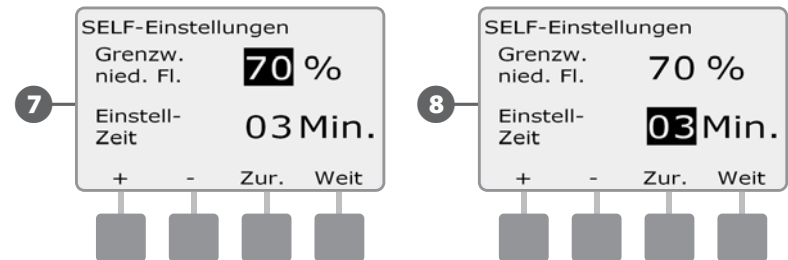 7
SELF-Einstellungen
Grenzw.
nied. Fl. 70 %
Einstell-
Zeit 03 Min.
+ - Zur. Weit
8
SELF-Einstellungen
Grenzw.
nied. Fl. 70 %
Einstell-
Zeit 03 Min.
+ - Zur. Weit